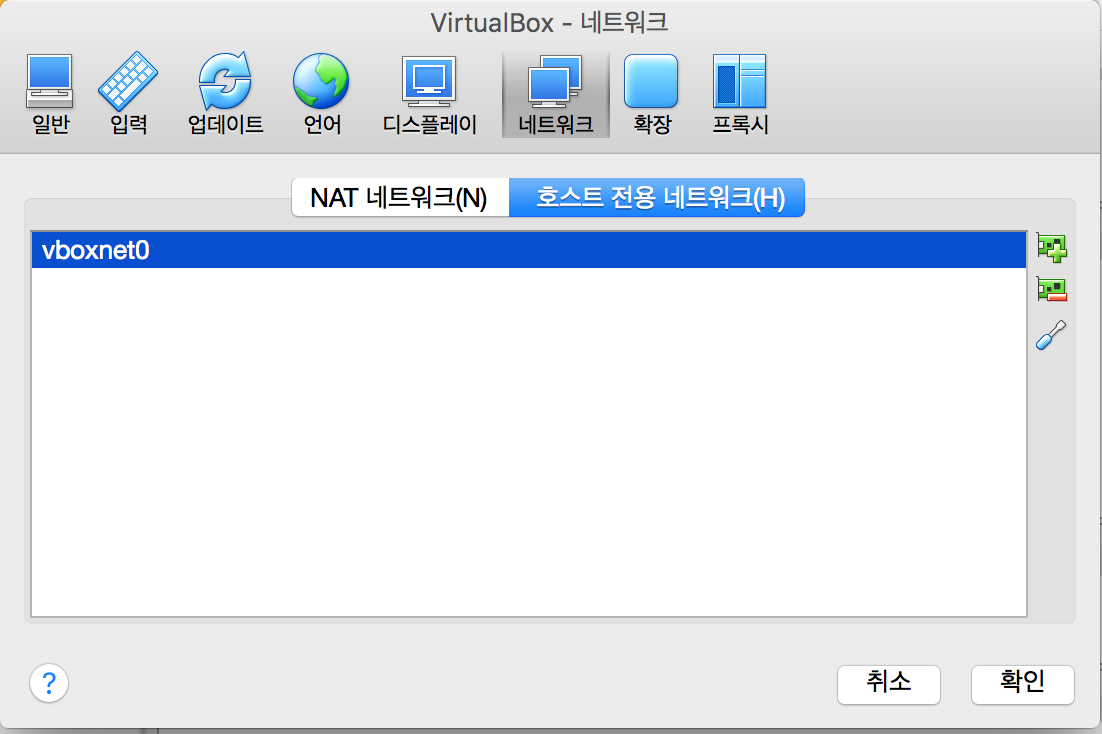 VirtualBox - 네트워크
일반 입력 업데이트 언어 디스플레이 네트워크 확장 프록시
NAT 네트워크(N) 호스트 전용 네트워크(H)
vboxnet0
? 취소 확인